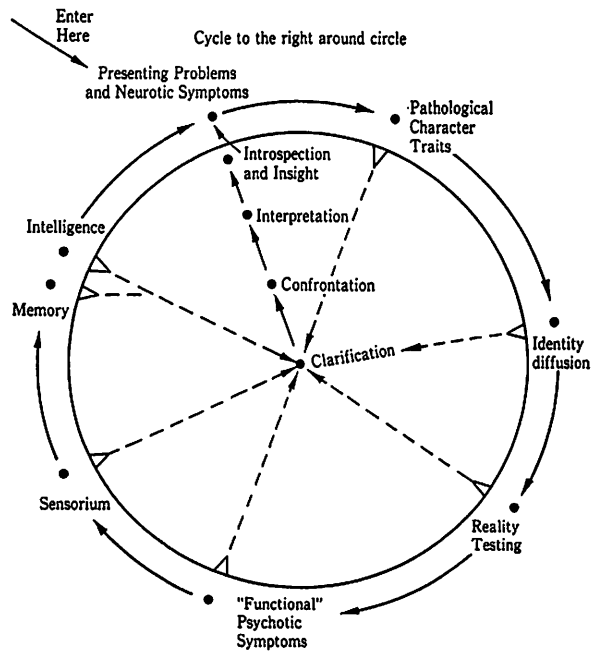 Enter
Here
Cycle to the right around circle
Presenting Problems
and Neurotic Symptoms
Pathological
Character
Traits
Introspection
and Insight
Interpretation
Intelligence
Confrontation
Memory
Clarification
Identity
diffusion
Sensorium
Reality
Testing
"Functional"
Psychotic
Symptoms